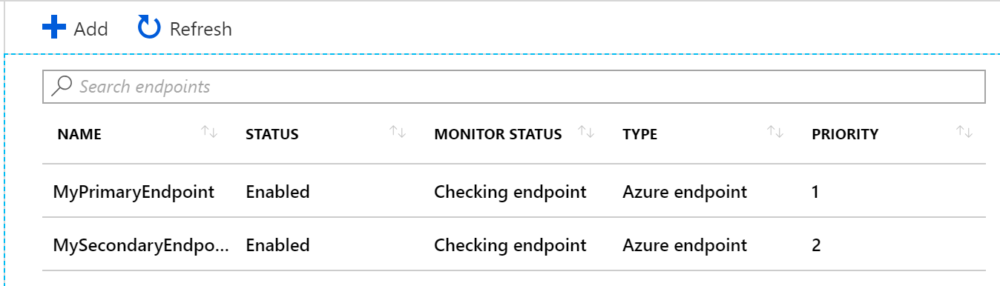 Add Refresh
Search endpoints
NAME STATUS MONITOR STATUS TYPE PRIORITY
MyPrimaryEndpoint Enabled Checking endpoint Azure endpoint 1
MySecondaryEndpo... Enabled Checking endpoint Azure endpoint 2